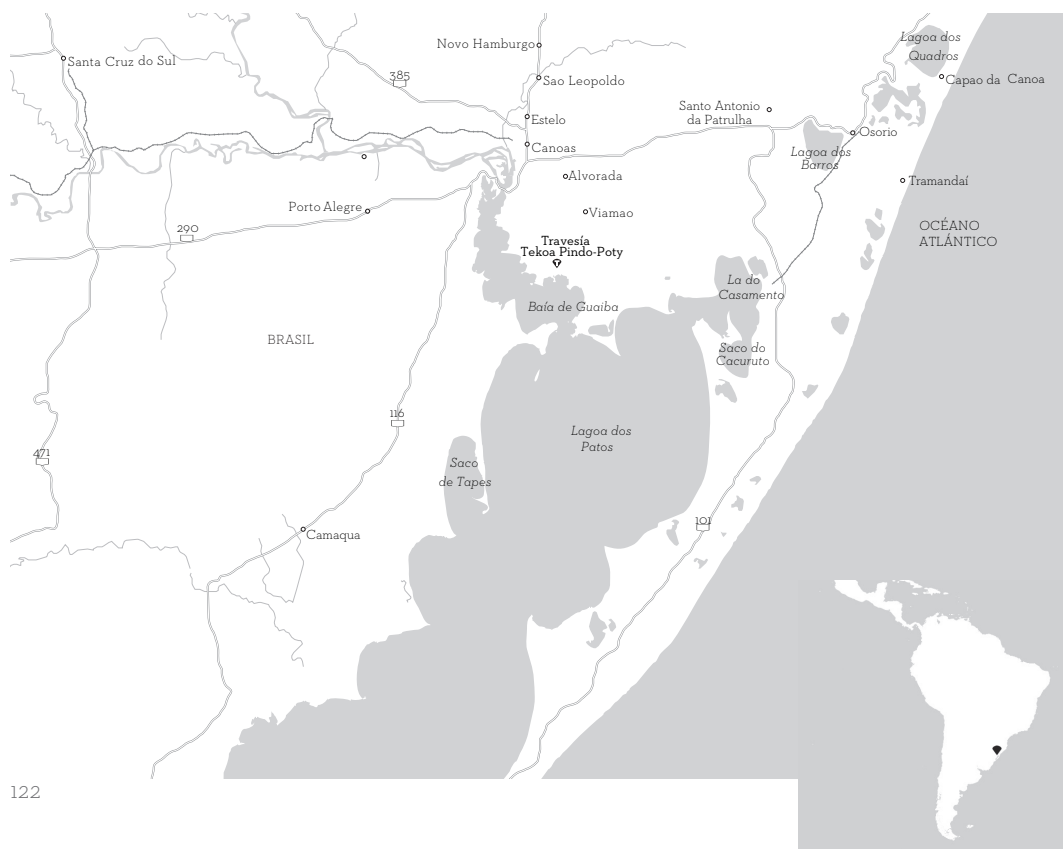 Lagoa dos
Quadros
Novo Hamburgo
Santa Cruz do Sul
385
Sao Leopoldo
Capao da Canoa
Santo Antonio
da Patrulha
Estelo
Osorio
Canoas
Lagoa dos
Barros
Alvorada
Tramandaí
Porto Alegre
Viamao
290
OCÉANO
ATLÁNTICO
Travesía
Tekoa Pindo-Poty
La do
Casamento
Baía de Guaiba
BRASIL
Saco do
Cacuruto
116
Lagoa dos
Patos
471
Saco
de Tapes
101
Camaqua
122